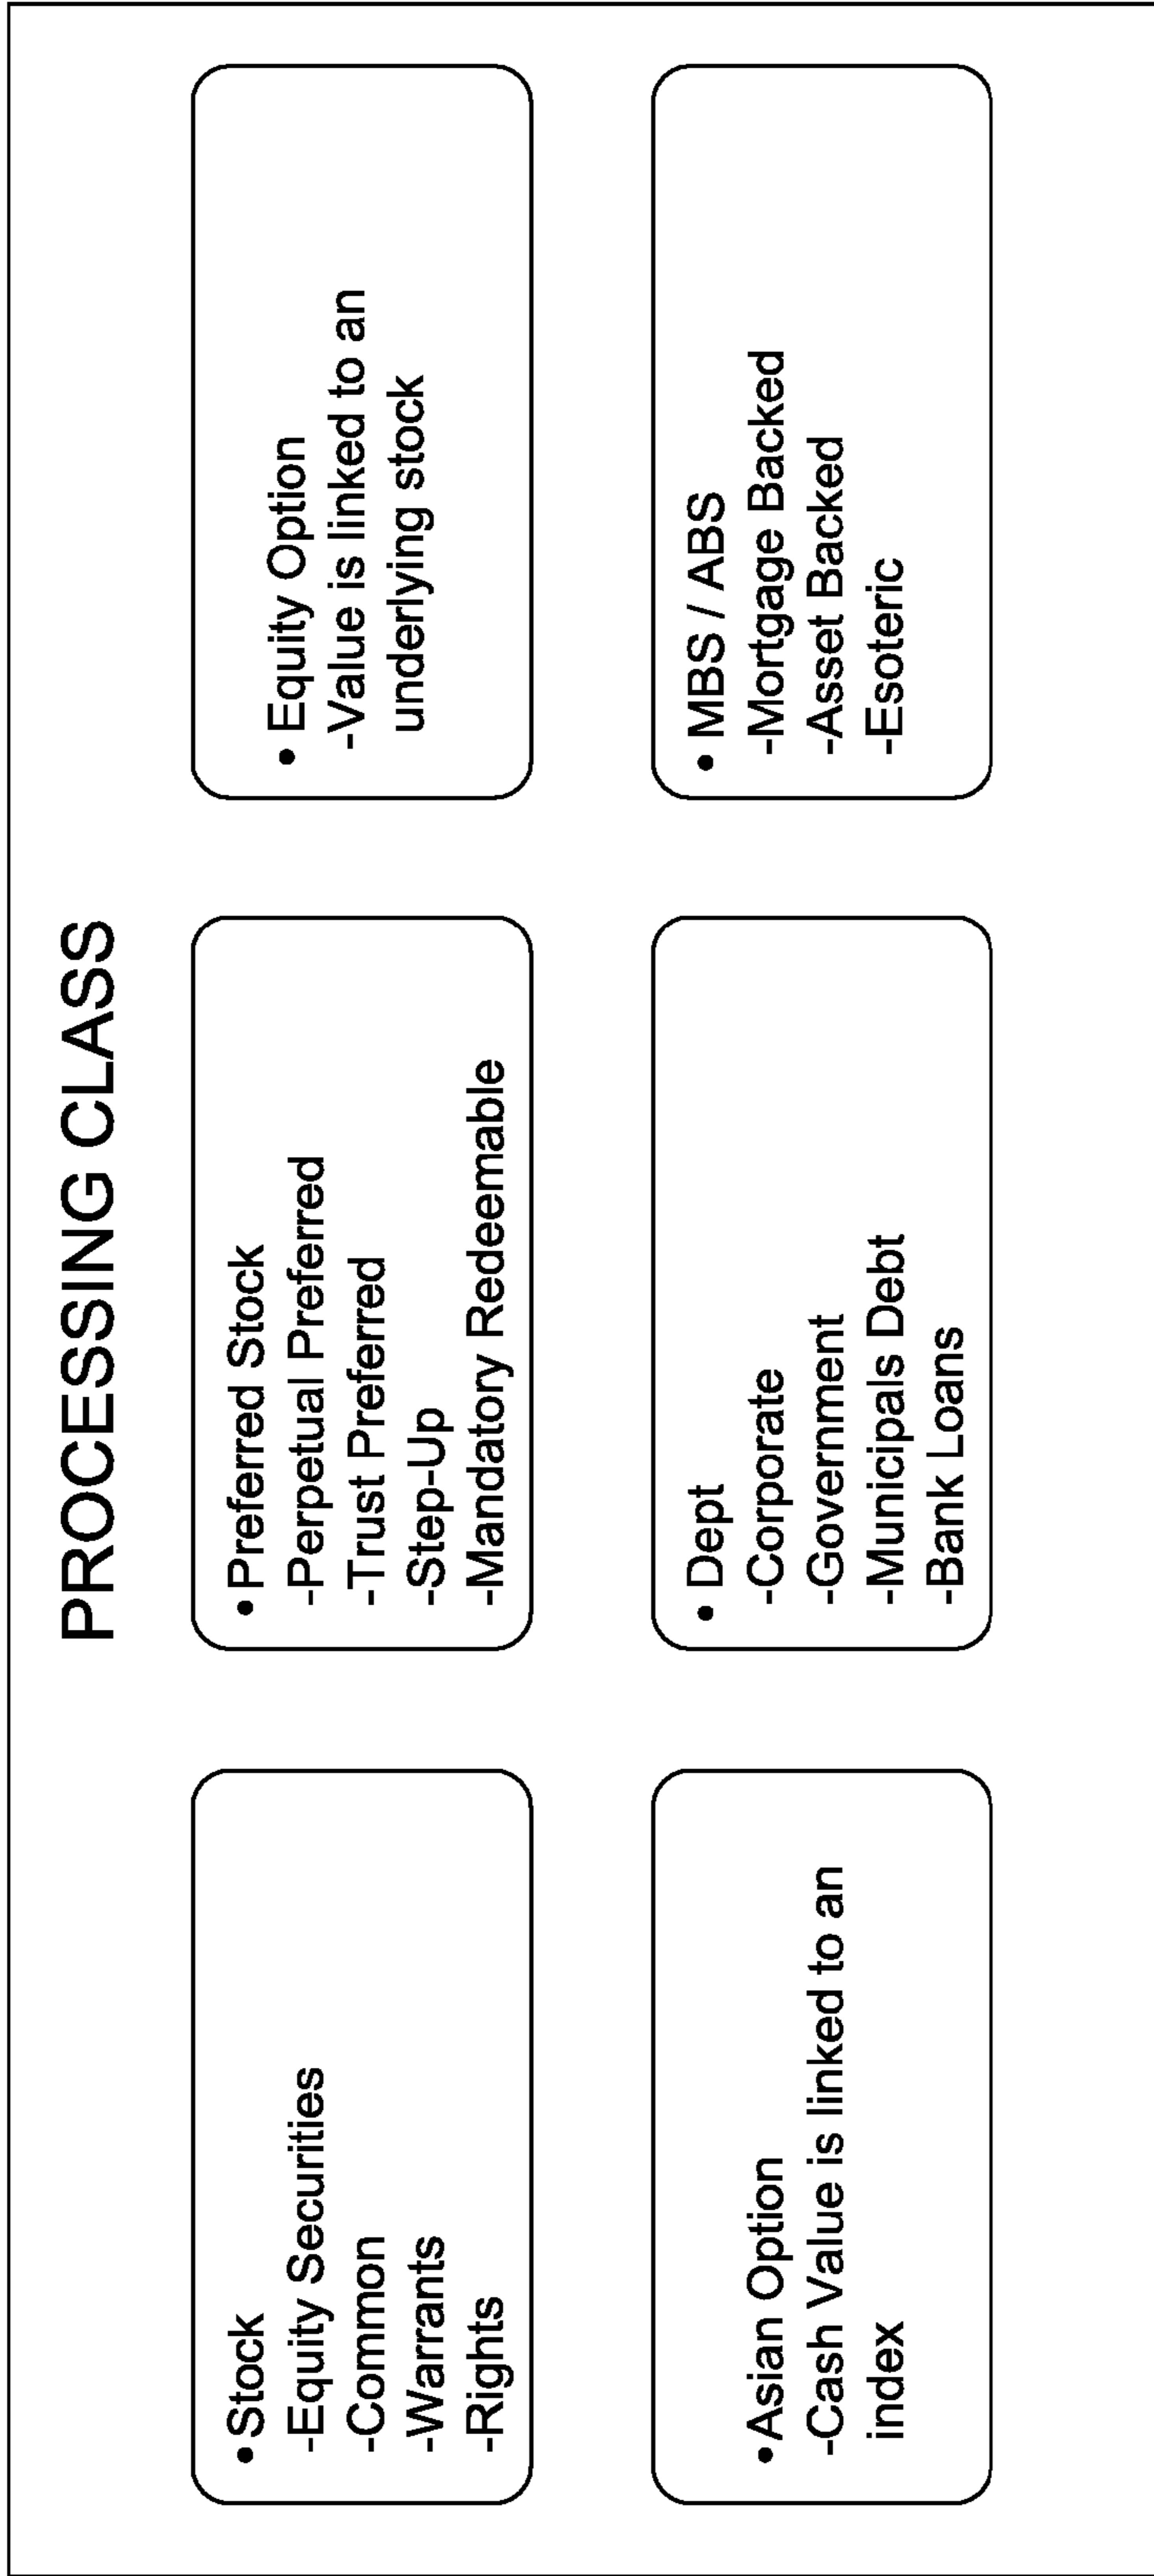 PROCESSING CLASS
• Stock
-Equity Securities
-Common
-Warrants
-Rights
• Preferred Stock
-Perpetual Preferred
-Trust Preferred
-Step-Up
-Mandatory Redeemable
• Equity Option
-Value is linked to an
underlying stock
• Asian Option
-Cash Value is linked to an
index
• Dept
-Corporate
-Government
-Municipals Debt
-Bank Loans
• MBS / ABS
-Mortgage Backed
-Asset Backed
-Esoteric